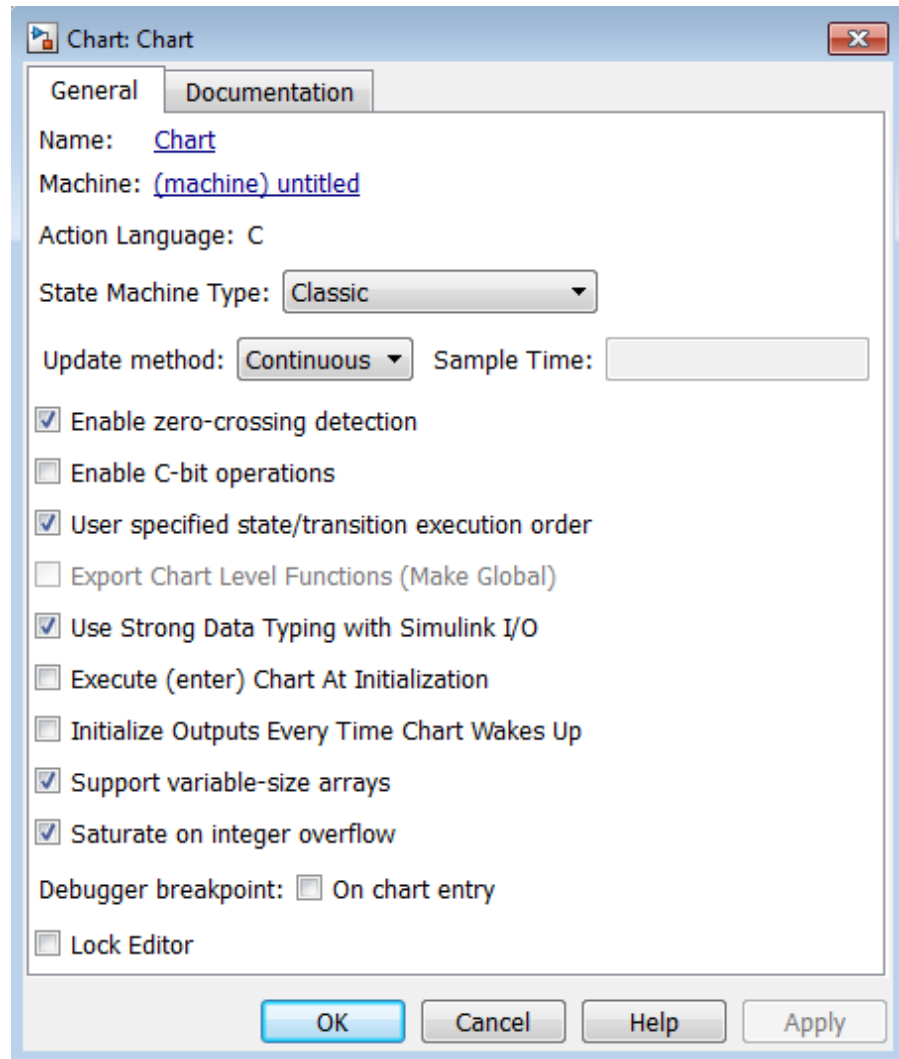 Chart: Chart
General Documentation
Name: Chart
Machine: (machine) untitled
Action Language: C
State Machine Type: Classic
Update method: Continuous Sample Time:
Enable zero-crossing detection
Enable C-bit operations
User specified state/transition execution order
Export Chart Level Functions (Make Global)
Use Strong Data Typing with Simulink I/O
Execute (enter) Chart At Initialization
Initialize Outputs Every Time Chart Wakes Up
Support variable-size arrays
Saturate on integer overflow
Debugger breakpoint: On chart entry
Lock Editor
OK Cancel Help Apply